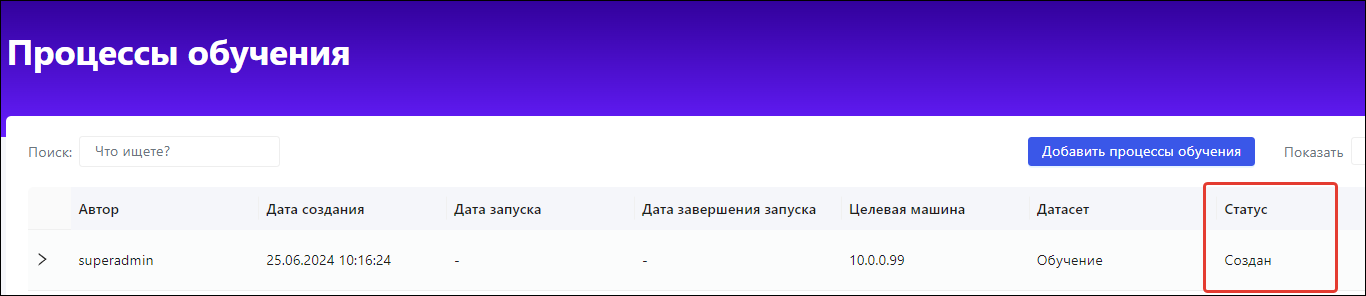 Процессы обучения
Поиск: Что ищете? Добавить процессы обучения Показать
Автор Дата создания Дата запуска Дата завершения запуска Целевая машина Датасет Статус
superadmin 25.06.2024 10:16:24 - - 10.0.0.99 Обучение Создан